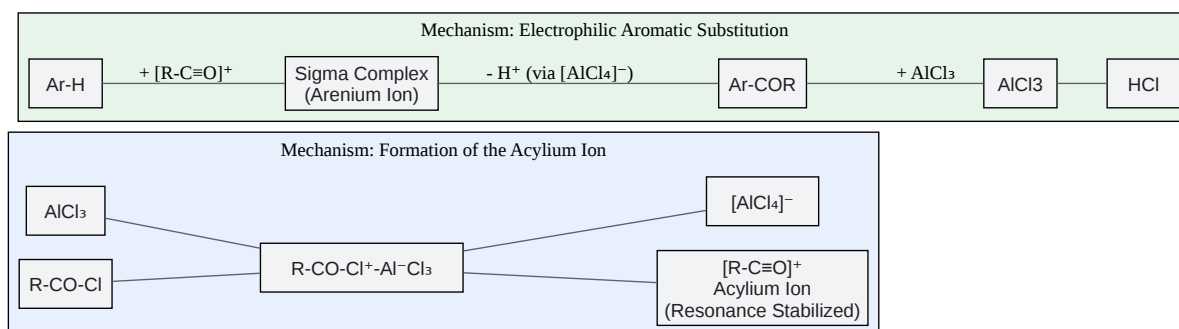 Mechanism: Electrophilic Aromatic Substitution
Ar-H
+ [R-C≡O]⁺
Sigma Complex
(Arenium Ion)
- H⁺ (via [AlCl₄]⁻)
Ar-COR
+ AlCl₃
AlCl3
HCl
Mechanism: Formation of the Acylium Ion
AlCl₃
R-CO-Cl
R-CO-Cl⁺-Al⁻Cl₃
[AlCl₄]⁻
[R-C≡O]⁺
Acylium Ion
(Resonance Stabilized)